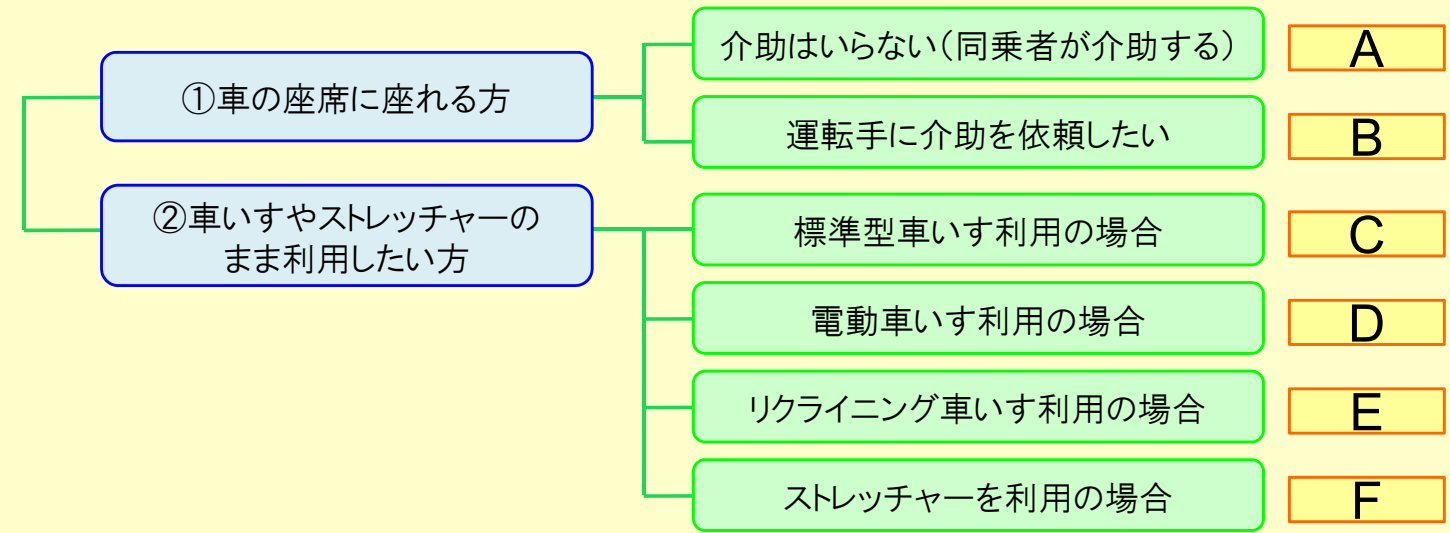 ①車の座席に座れる方
介助はいらない(同乗者が介助する)
A
運転手に介助を依頼したい
B
②車いすやストレッチャーの
まま利用したい方
標準型車いす利用の場合
C
電動車いす利用の場合
D
リクライニング車いす利用の場合
E
ストレッチャーを利用の場合
F